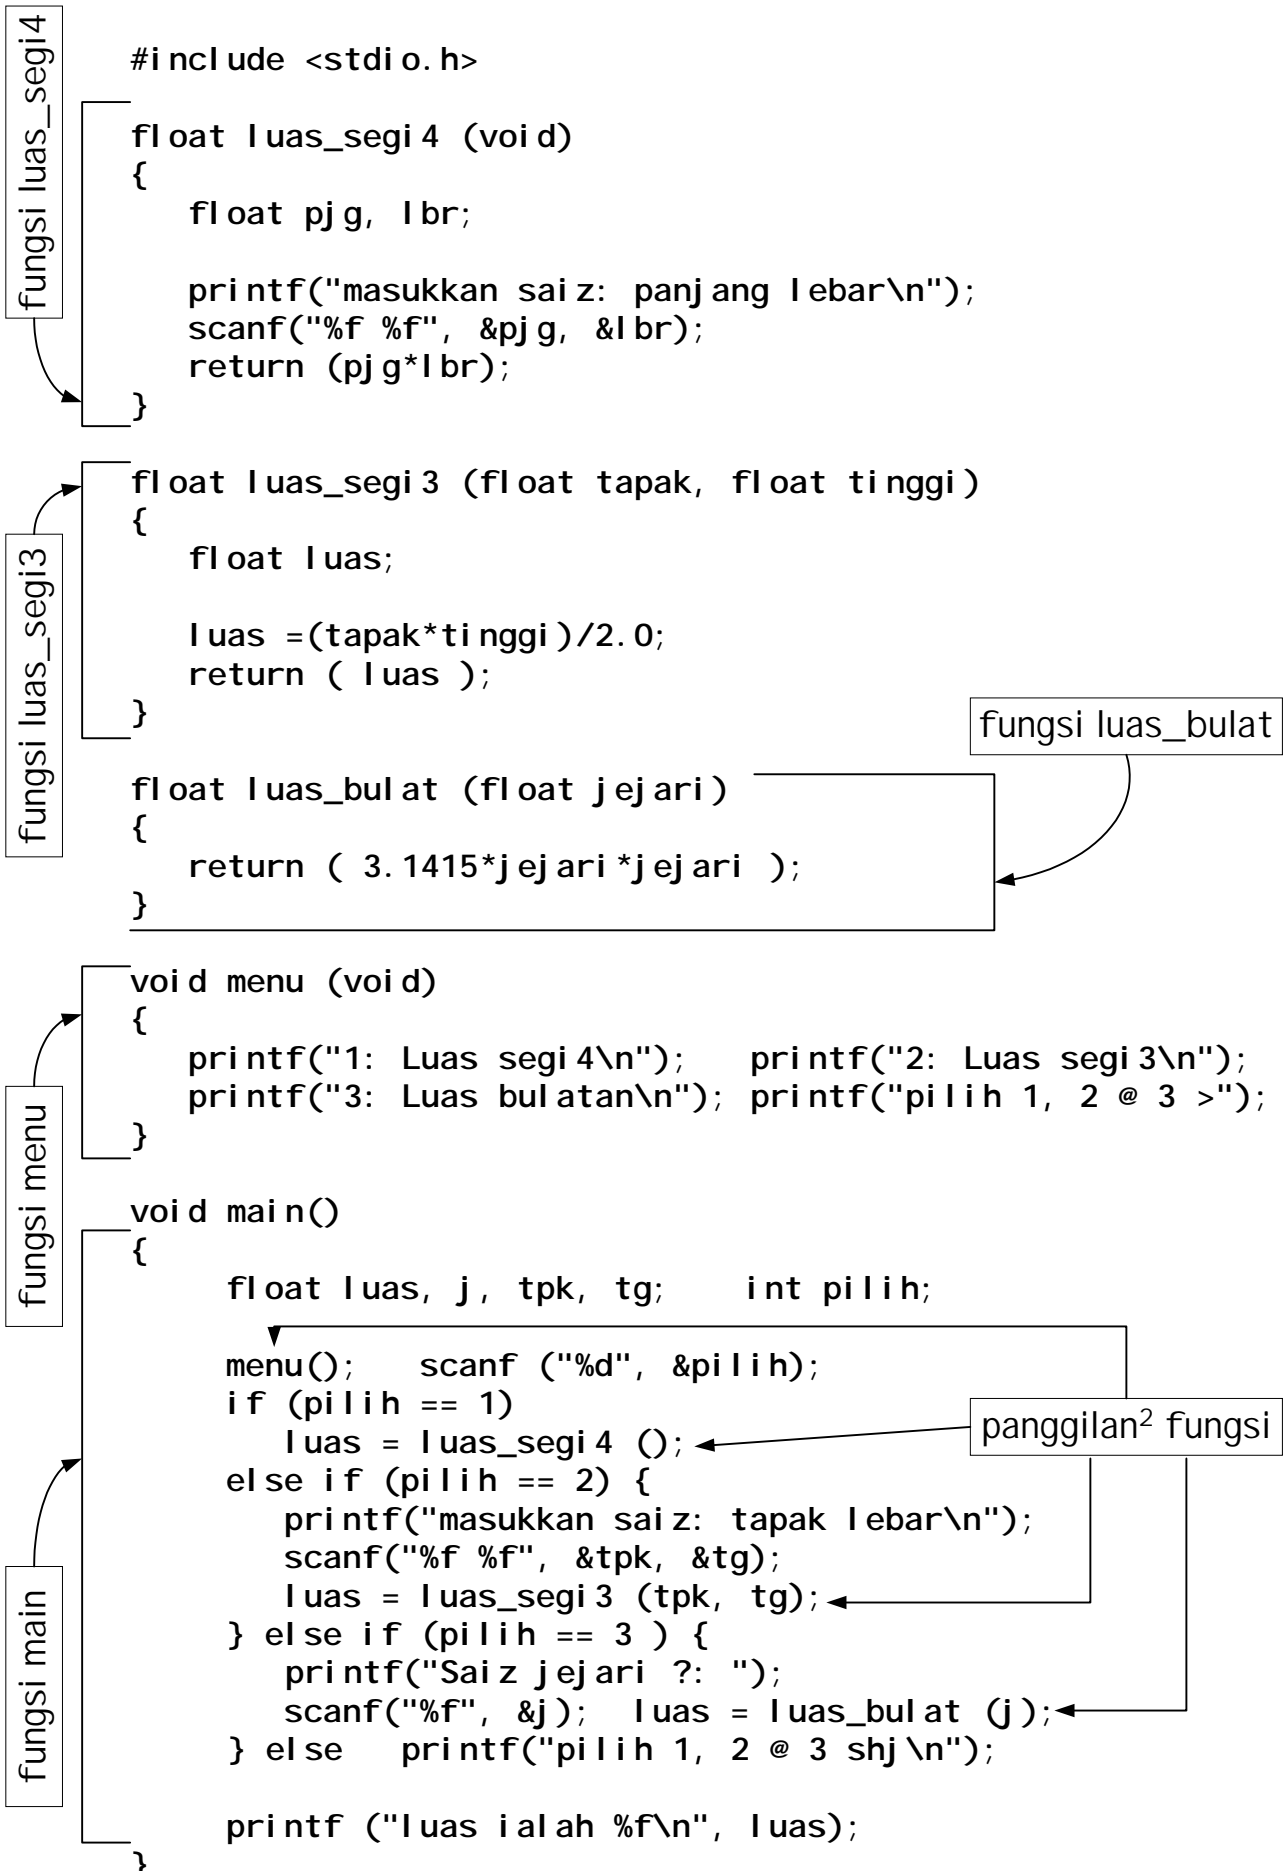 fungsi luas_segi4
#include <stdio.h>
float luas_segi4 (void)
{
   float pjg, lbr;

   printf("masukkan saiz: panjang lebar\n");
   scanf("%f %f", &pjg, &lbr);
   return (pjg*lbr);
}
fungsi luas_segi3
float luas_segi3 (float tapak, float tinggi)
{
   float luas;

   luas =(tapak*tinggi)/2.0;
   return ( luas );
}
fungsi luas_bulat
float luas_bulat (float jejari)
{
   return ( 3.1415*jejari*jejari );
}
fungsi menu
void menu (void)
{
   printf("1: Luas segi4\n");   printf("2: Luas segi3\n");
   printf("3: Luas bulatan\n"); printf("pilih 1, 2 @ 3 >");
}
fungsi main
void main()
{
     float luas, j, tpk, tg;    int pilih;

     menu();   scanf ("%d", &pilih);
     if (pilih == 1)
        luas = luas_segi4 ();
     else if (pilih == 2) {
        printf("masukkan saiz: tapak lebar\n");
        scanf("%f %f", &tpk, &tg);
        luas = luas_segi3 (tpk, tg);
     } else if (pilih == 3 ) {
        printf("Saiz jejari ?: ");
        scanf("%f", &j);  luas = luas_bulat (j);
     } else   printf("pilih 1, 2 @ 3 shj\n");

     printf ("luas ialah %f\n", luas);
}
panggilan² fungsi